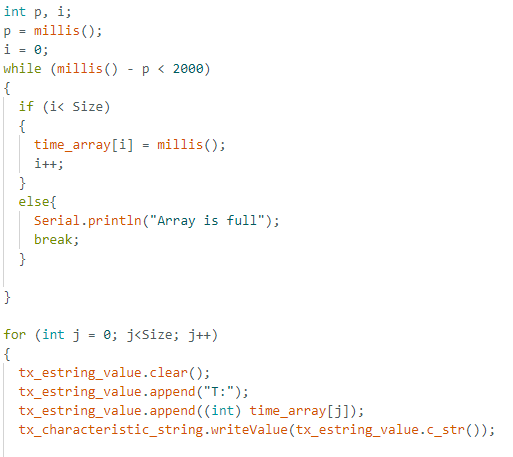 int p, i;
p = millis();
i = 0;
while (millis() - p < 2000)
{
  if (i< Size)
  {
    time_array[i] = millis();
    i++;
  }
  else{
    Serial.println("Array is full");
    break;
  }

}

for (int j = 0; j<Size; j++)
{
  tx_estring_value.clear();
  tx_estring_value.append("T:");
  tx_estring_value.append((int) time_array[j]);
  tx_characteristic_string.writeValue(tx_estring_value.c_str());